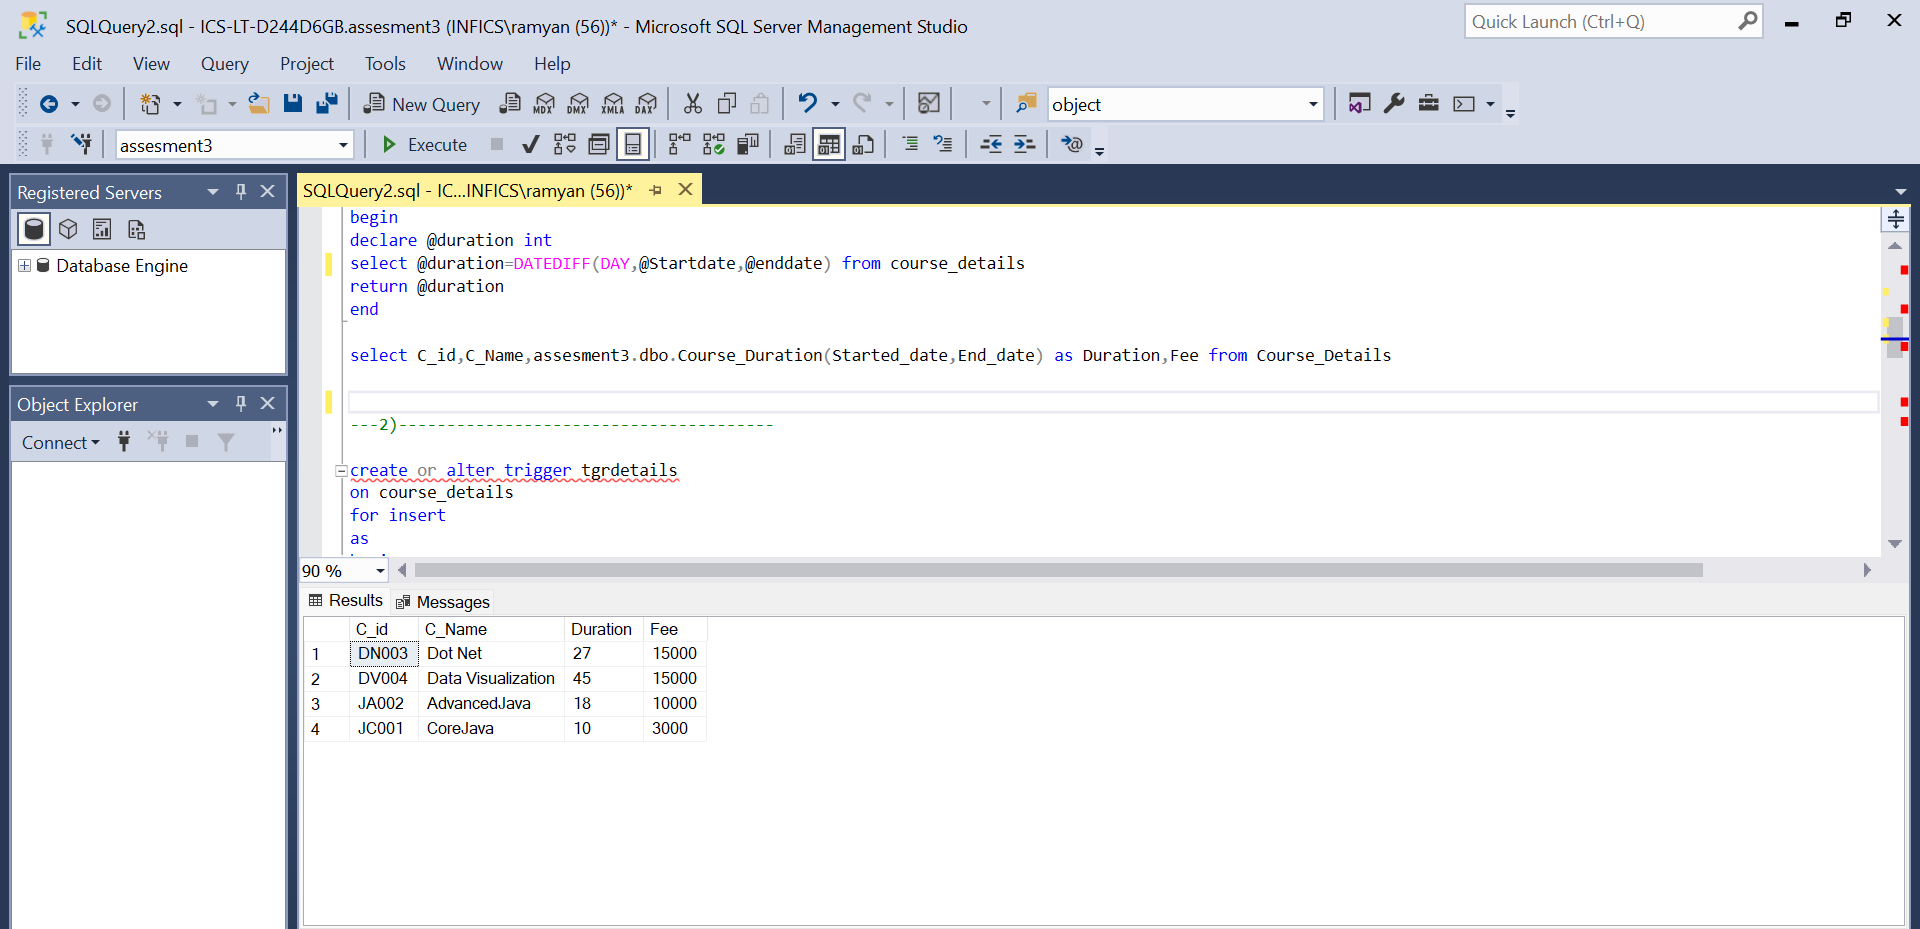 SQLQuery2.sql - ICS-LT-D244D6GB.assesment3 (INFICS\ramyan (56))* - Microsoft SQL Server Management Studio
Quick Launch (Ctrl+Q)
File Edit View Query Project Tools Window Help
New Query MDX DMX XMLA DAX object
assesment3 Execute
Registered Servers
Database Engine
Object Explorer
Connect
SQLQuery2.sql - IC...INFICS\ramyan (56))*
begin
declare @duration int
select @duration=DATEDIFF(DAY,@Startdate,@enddate) from course_details
return @duration
end
select C_id,C_Name,assesment3.dbo.Course_Duration(Started_date,End_date) as Duration,Fee from Course_Details
---2)---------------------------------------
create or alter trigger tgrdetails
on course_details
for insert
as
90 %
Results Messages
C_id C_Name Duration Fee
1 DN003 Dot Net 27 15000
2 DV004 Data Visualization 45 15000
3 JA002 AdvancedJava 18 10000
4 JC001 CoreJava 10 3000